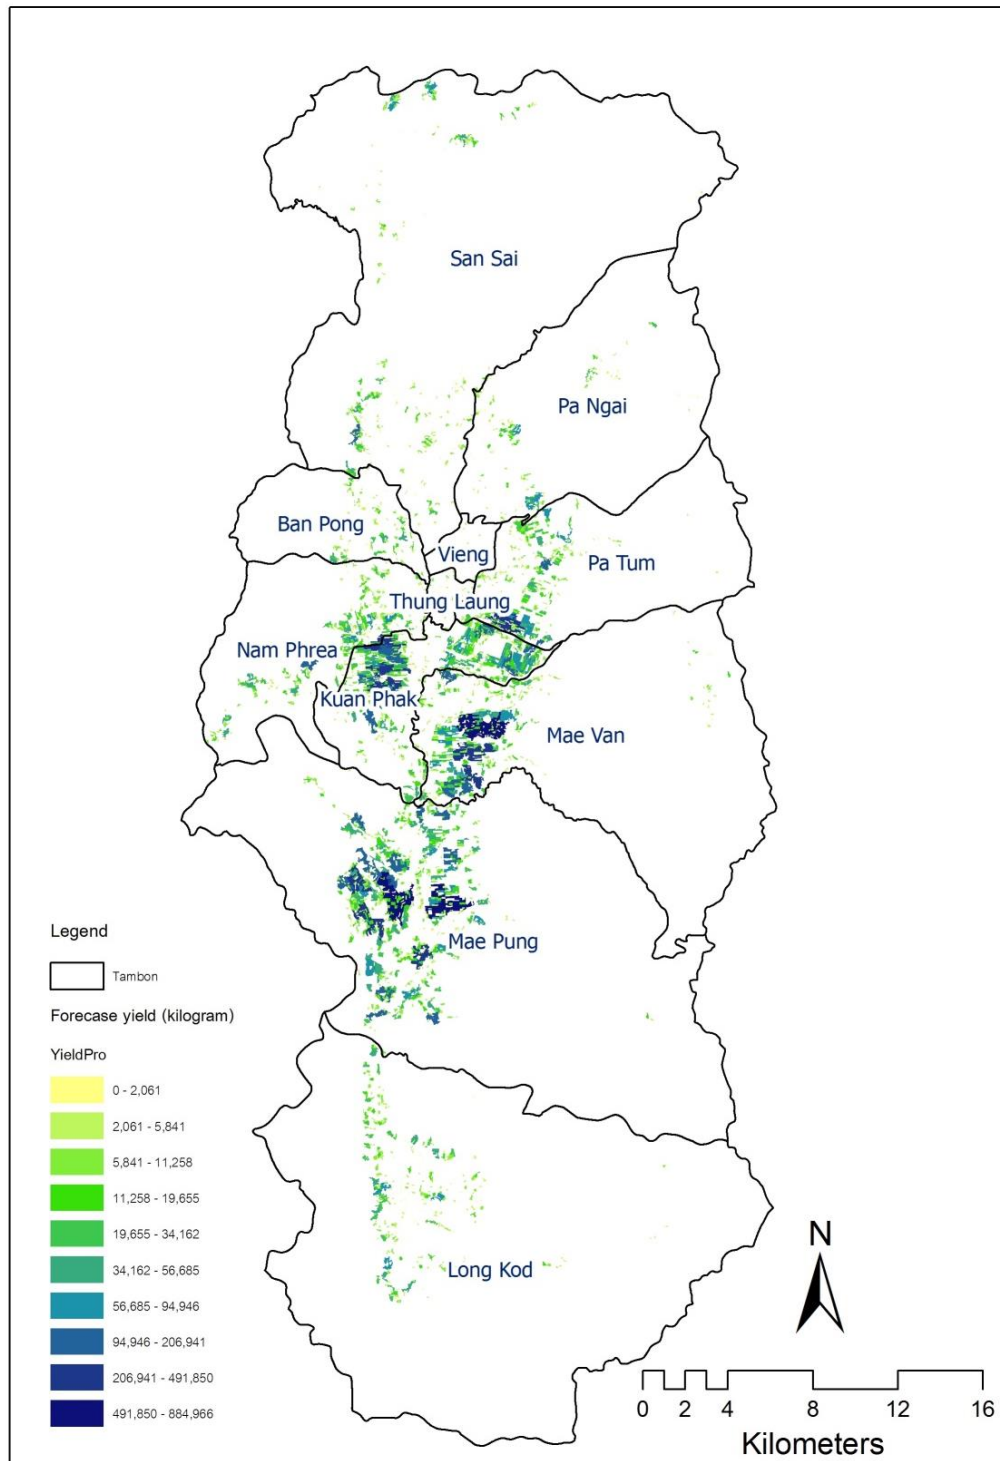 San Sai
Pa Ngai
Ban Pong
Vieng
Pa Tum
Thung Laung
Nam Phrea
Kuan Phak
Mae Van
Mae Pung
Long Kod
Legend
Tambon
Forecase yield (kilogram)
YieldPro
0 - 2,061
2,061 - 5,841
5,841 - 11,258
11,258 - 19,655
19,655 - 34,162
34,162 - 56,685
56,685 - 94,946
94,946 - 206,941
206,941 - 491,850
491,850 - 884,966
N
0 2 4 8 12 16
Kilometers